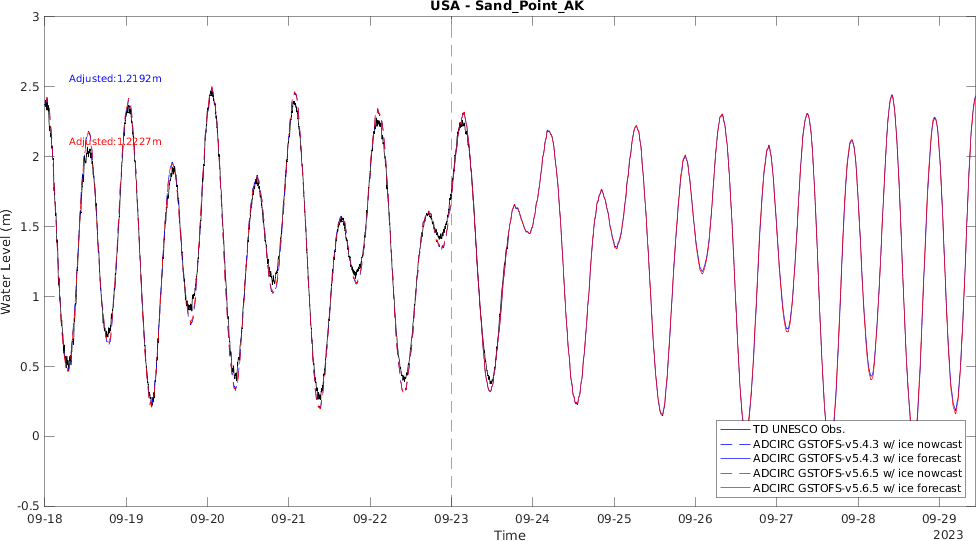 USA - Sand_Point_AK
3
2.5
2
1.5
1
0.5
0
-0.5
Water Level (m)
Adjusted:1.2192m
Adjusted:1.2227m
TD UNESCO Obs.
ADCIRC GSTOFS-v5.4.3 w/ ice nowcast
ADCIRC GSTOFS-v5.4.3 w/ ice forecast
ADCIRC GSTOFS-v5.6.5 w/ ice nowcast
ADCIRC GSTOFS-v5.6.5 w/ ice forecast
09-18 09-19 09-20 09-21 09-22 09-23 09-24 09-25 09-26 09-27 09-28 09-29
Time
2023